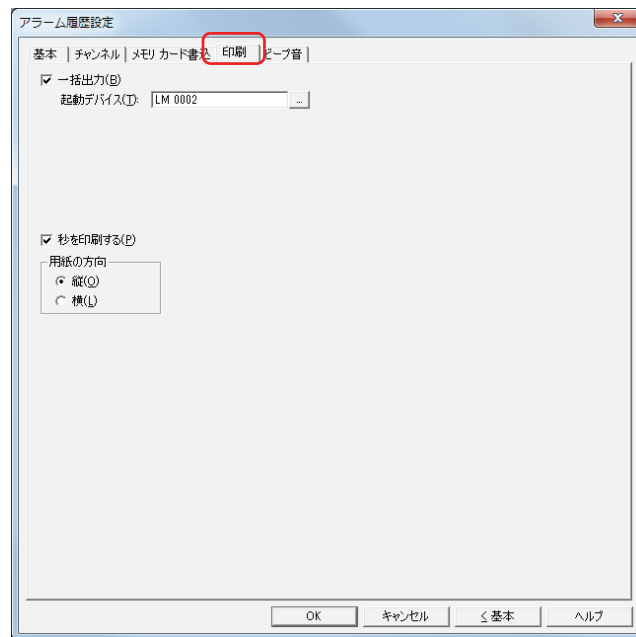 アラーム履歴設定
基本 チャンネル メモリ カード書込 印刷 ビープ音
一括出力(B)
起動デバイス(T): LM 0002 ...
秒を印刷する(P)
用紙の方向
縦(O)
横(L)
OK キャンセル < 基本 ヘルプ